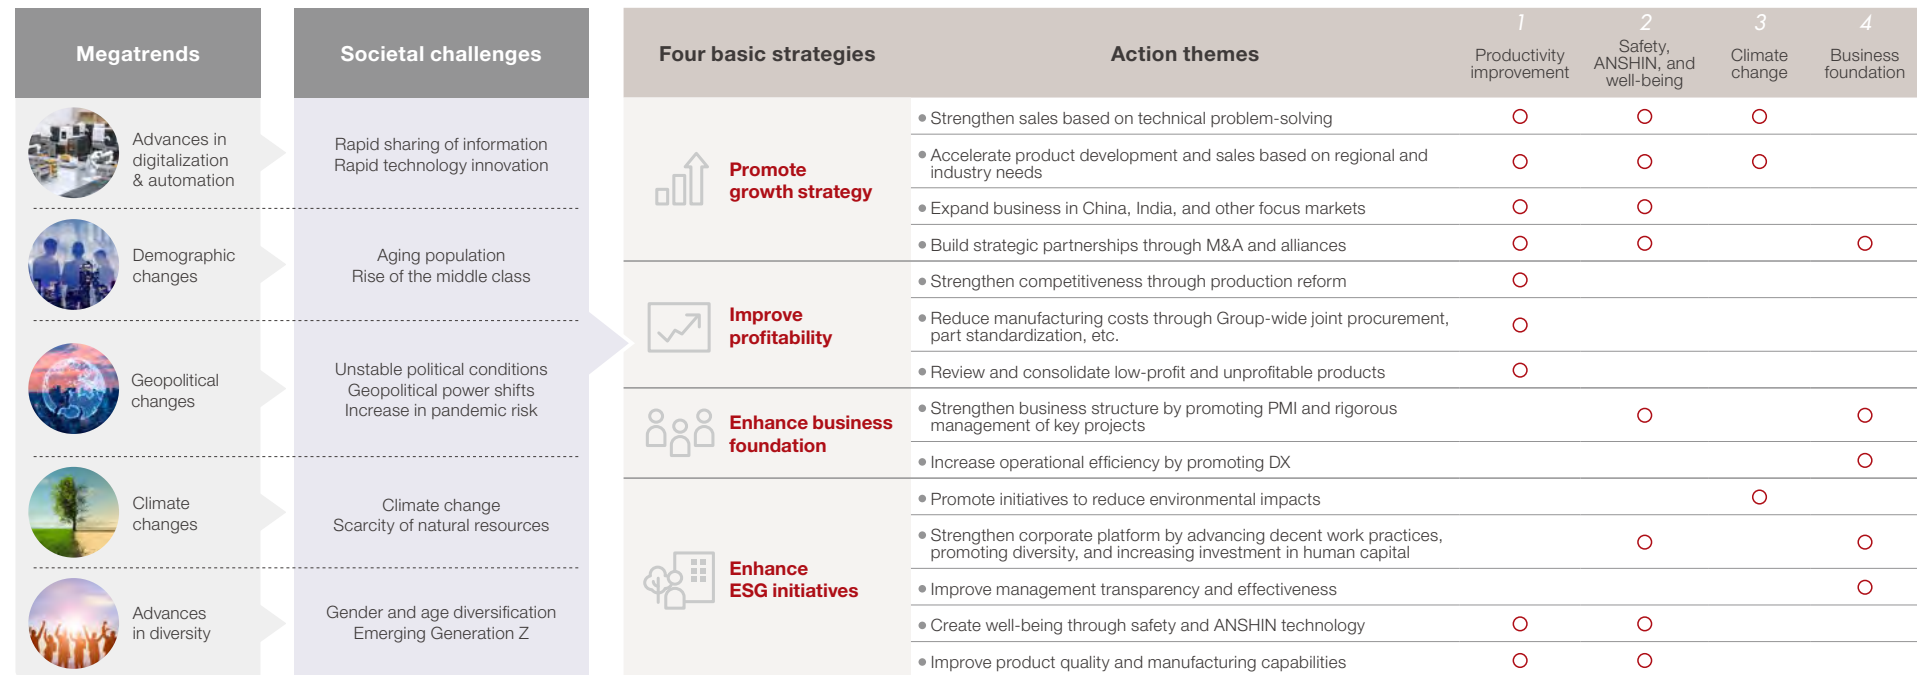 Megatrends
Societal challenges
Advances in
digitalization
& automation
Rapid sharing of information
Rapid technology innovation
Demographic
changes
Aging population
Rise of the middle class
Geopolitical
changes
Unstable political conditions
Geopolitical power shifts
Increase in pandemic risk
Climate
changes
Climate change
Scarcity of natural resources
Advances
in diversity
Gender and age diversification
Emerging Generation Z
Four basic strategies
Action themes
1
Productivity
improvement
2
Safety,
ANSHIN, and
well-being
3
Climate
change
4
Business
foundation
Promote
growth strategy
• Strengthen sales based on technical problem-solving ○ ○ ○
• Accelerate product development and sales based on regional and
industry needs ○ ○ ○
• Expand business in China, India, and other focus markets ○ ○
• Build strategic partnerships through M&A and alliances ○ ○ ○
Improve
profitability
• Strengthen competitiveness through production reform ○
• Reduce manufacturing costs through Group-wide joint procurement,
part standardization, etc. ○
• Review and consolidate low-profit and unprofitable products ○
Enhance business
foundation
• Strengthen business structure by promoting PMI and rigorous
management of key projects ○ ○
• Increase operational efficiency by promoting DX ○
Enhance
ESG initiatives
• Promote initiatives to reduce environmental impacts ○
• Strengthen corporate platform by advancing decent work practices,
promoting diversity, and increasing investment in human capital ○ ○
• Improve management transparency and effectiveness ○
• Create well-being through safety and ANSHIN technology ○ ○
• Improve product quality and manufacturing capabilities ○ ○